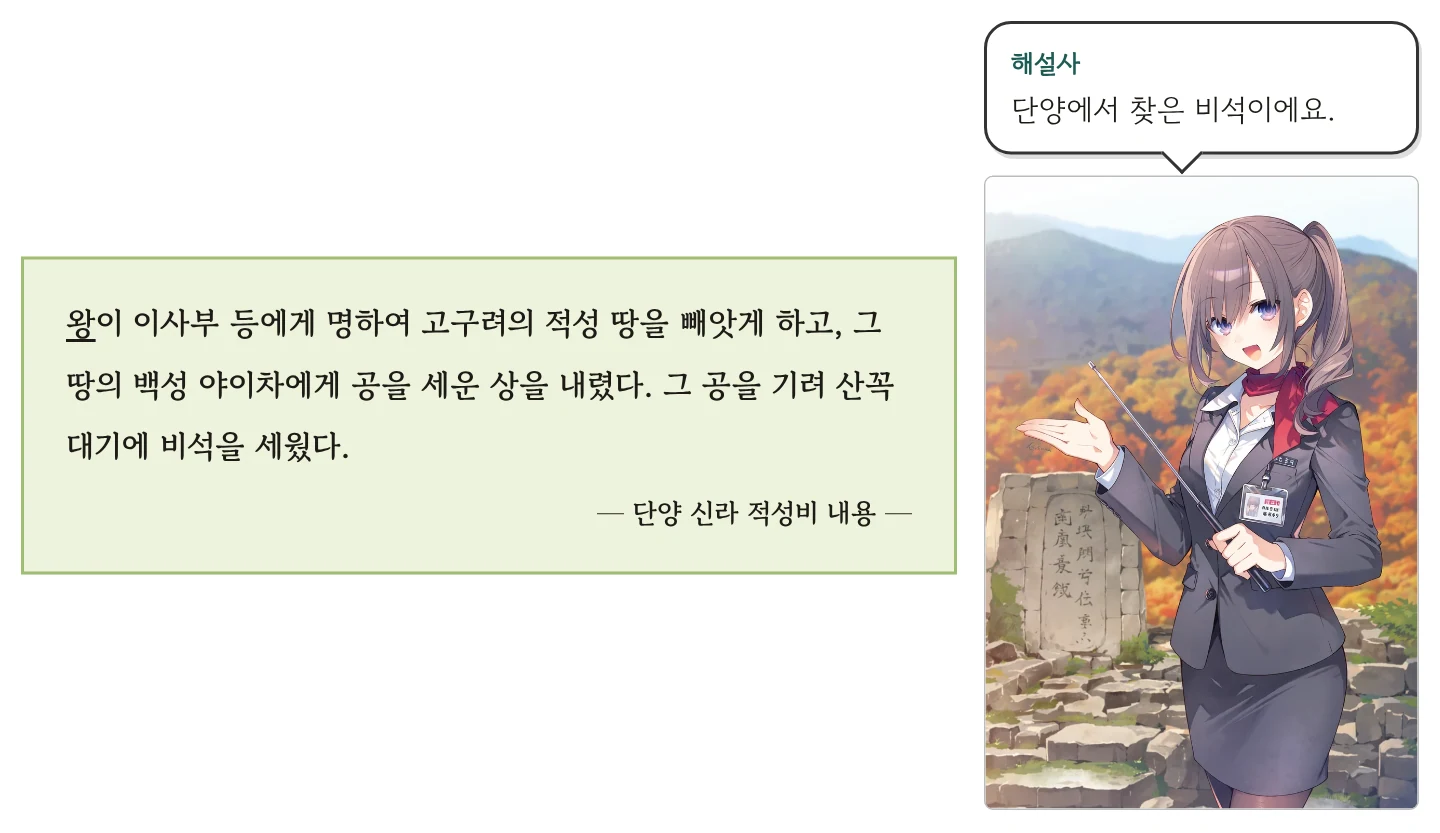 왕이 이사부 등에게 명하여 고구려의 적성 땅을 빼앗게 하고, 그
땅의 백성 야이차에게 공을 세운 상을 내렸다. 그 공을 기려 산꼭
대기에 비석을 세웠다.
― 단양 신라 적성비 내용 ―
해설사
단양에서 찾은 비석이에요.